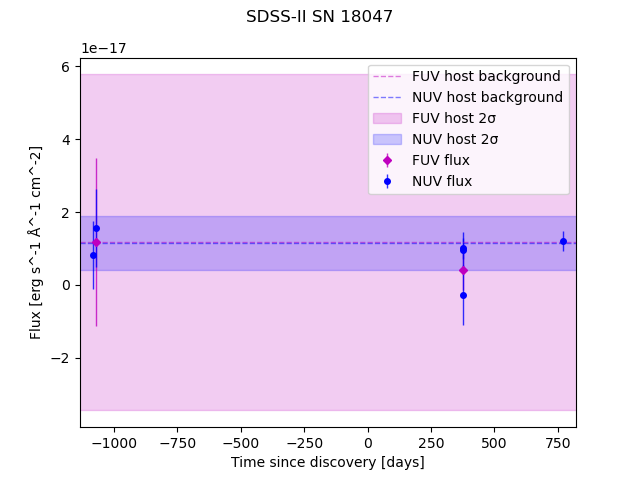 SDSS-II SN 18047
1e−17
6
4
2
0
−2
Flux [erg s^-1 Å^-1 cm^-2]
FUV host background
NUV host background
FUV host 2σ
NUV host 2σ
FUV flux
NUV flux
−1000 −750 −500 −250 0 250 500 750
Time since discovery [days]